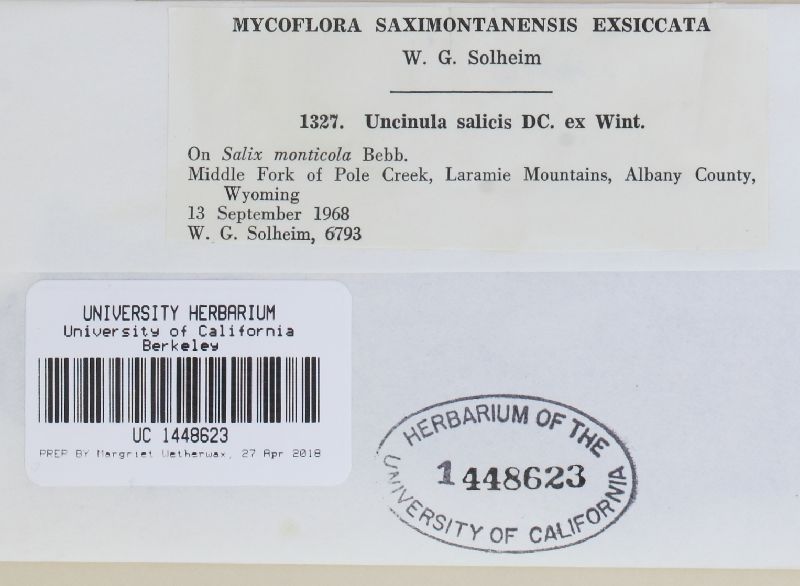 MYCOFLORA SAXIMONTANENSIS EXSICCATA
W. G. Solheim
1327. Uncinula salicis DC. ex Wint.
On Salix monticola Bebb.
Middle Fork of Pole Creek, Laramie Mountains, Albany County,
Wyoming
13 September 1968
W. G. Solheim, 6793
UNIVERSITY HERBARIUM
University of California
Berkeley
UC 1448623
PREP BY Margriet Wetherwax, 27 Apr 2018
HERBARIUM OF THE
1448623
UNIVERSITY OF CALIFORNIA